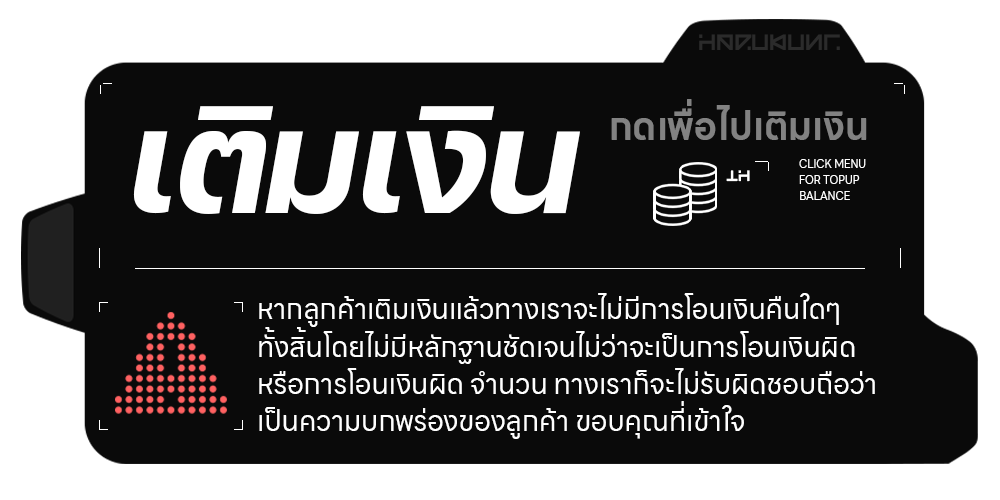 เติมเงิน
กดเพื่อไปเติมเงิน
CLICK MENU
FOR TOPUP
BALANCE
หากลูกค้าเติมเงินแล้วทางเราจะไม่มีการโอนเงินคืนใดๆ
ทั้งสิ้นโดยไม่มีหลักฐานชัดเจนไม่ว่าจะเป็นการโอนเงินผิด
หรือการโอนเงินผิด จำนวน ทางเราก็จะไม่รับผิดชอบถือว่า
เป็นความบกพร่องของลูกค้า ขอบคุณที่เข้าใจ